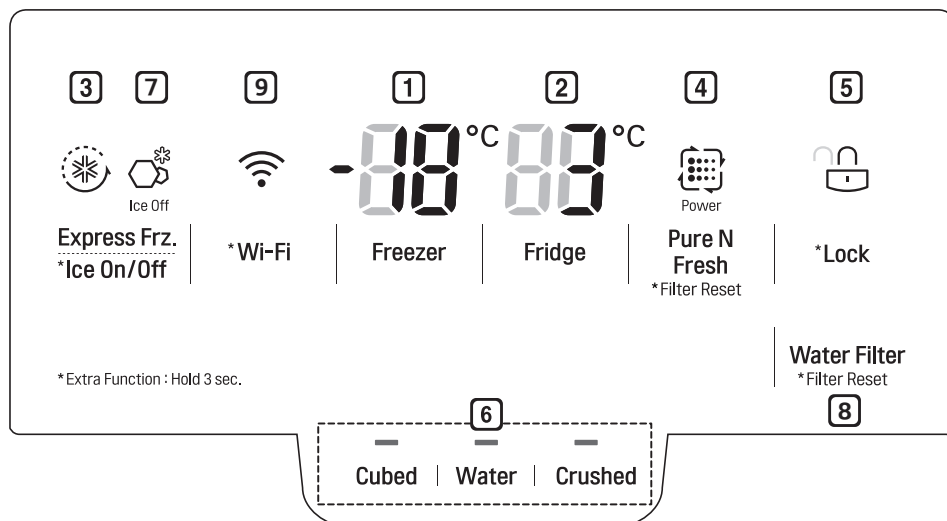 3 7 9 1 2 4 5
-18 °C 3 °C
Ice Off
Power
Express Frz.
*Ice On/Off
*Wi-Fi
Freezer
Fridge
Pure N
Fresh
*Filter Reset
*Lock
*Extra Function : Hold 3 sec.
Water Filter
*Filter Reset
8
6
Cubed | Water | Crushed